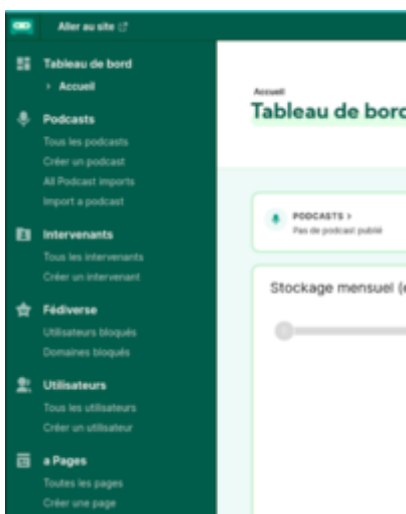 Aller au site
Tableau de bord
› Accueil
Podcasts
Tous les podcasts
Créer un podcast
All Podcast imports
Import a podcast
Intervenants
Tous les intervenants
Créer un intervenant
Fédiverse
Utilisateurs bloqués
Domaines bloqués
Utilisateurs
Tous les utilisateurs
Créer un utilisateur
a Pages
Toutes les pages
Créer une page
Accueil
Tableau de bord
PODCASTS ›
Pas de podcast publié
Stockage mensuel (e